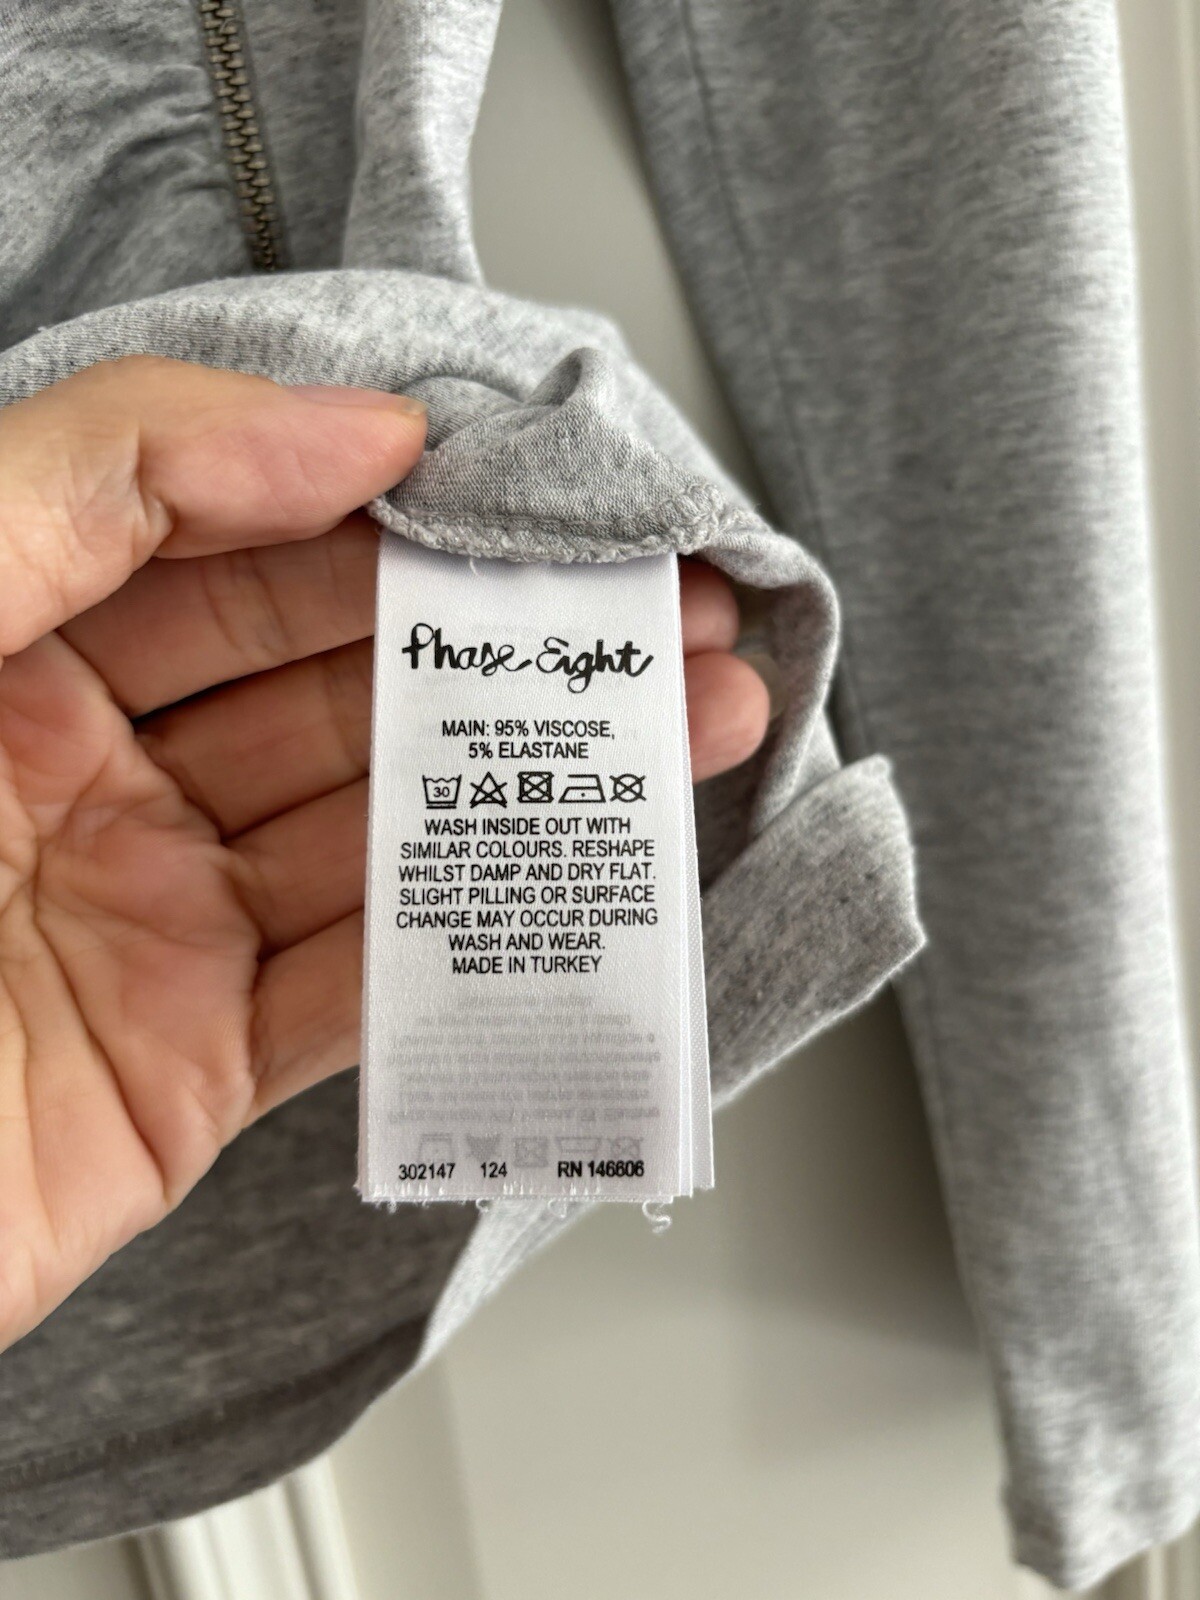 Phase Eight
MAIN: 95% VISCOSE,
5% ELASTANE
30
WASH INSIDE OUT WITH
SIMILAR COLOURS. RESHAPE
WHILST DAMP AND DRY FLAT.
SLIGHT PILLING OR SURFACE
CHANGE MAY OCCUR DURING
WASH AND WEAR.
MADE IN TURKEY
302147 124 RN 146606